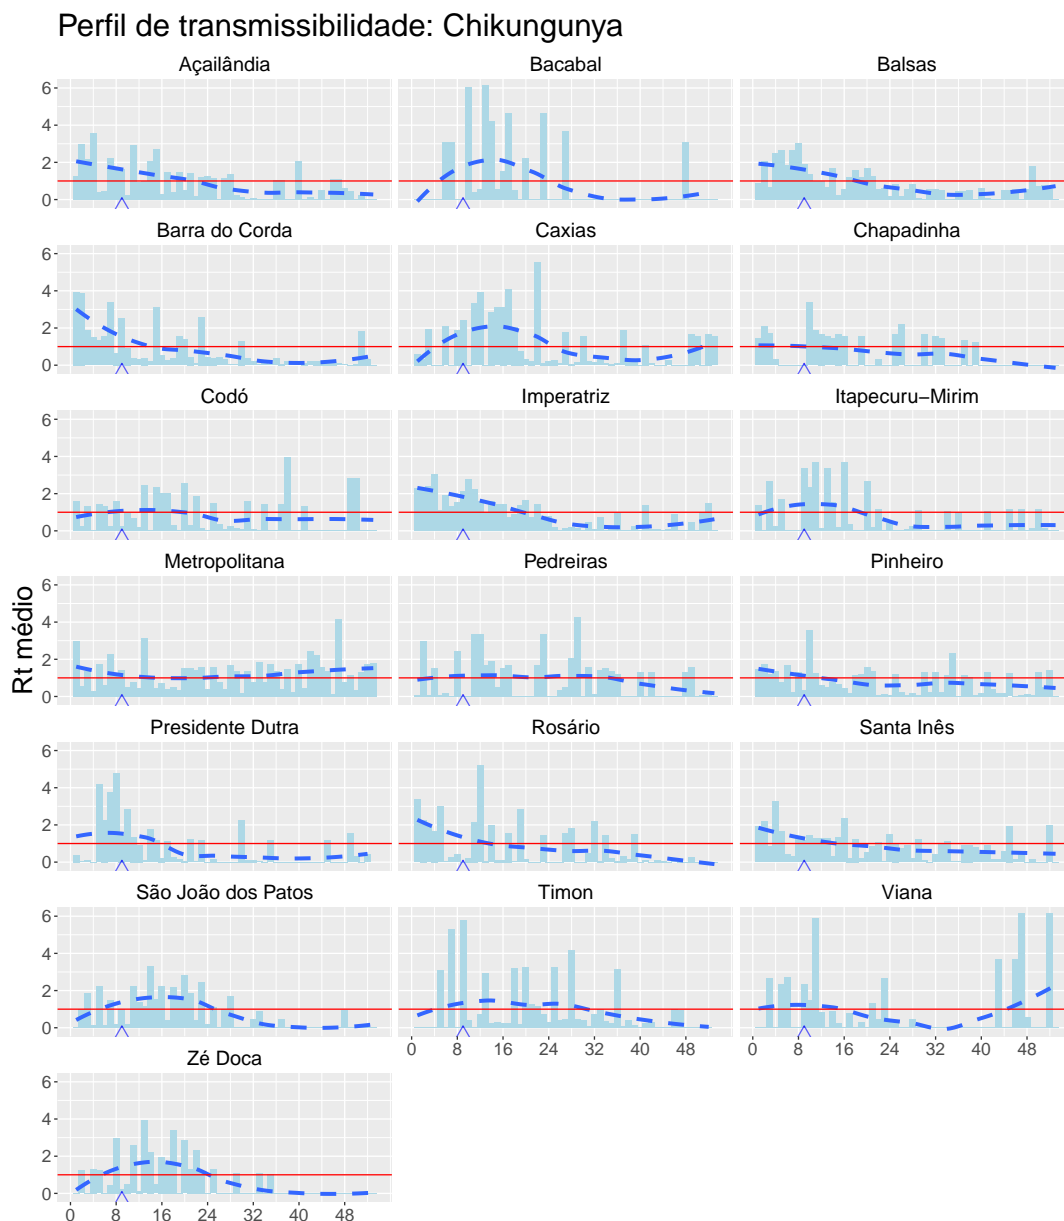 Perfil de transmissibilidade: Chikungunya
Açailândia Bacabal Balsas
6
4
2
0
Barra do Corda Caxias Chapadinha
6
4
2
0
Codó Imperatriz Itapecuru−Mirim
6
4
2
0
Metropolitana Pedreiras Pinheiro
6
4
2
0
Rt médio
Presidente Dutra Rosário Santa Inês
6
4
2
0
São João dos Patos Timon Viana
6
4
2
0
0 8 16 24 32 40 48 0 8 16 24 32 40 48
Zé Doca
6
4
2
0
0 8 16 24 32 40 48